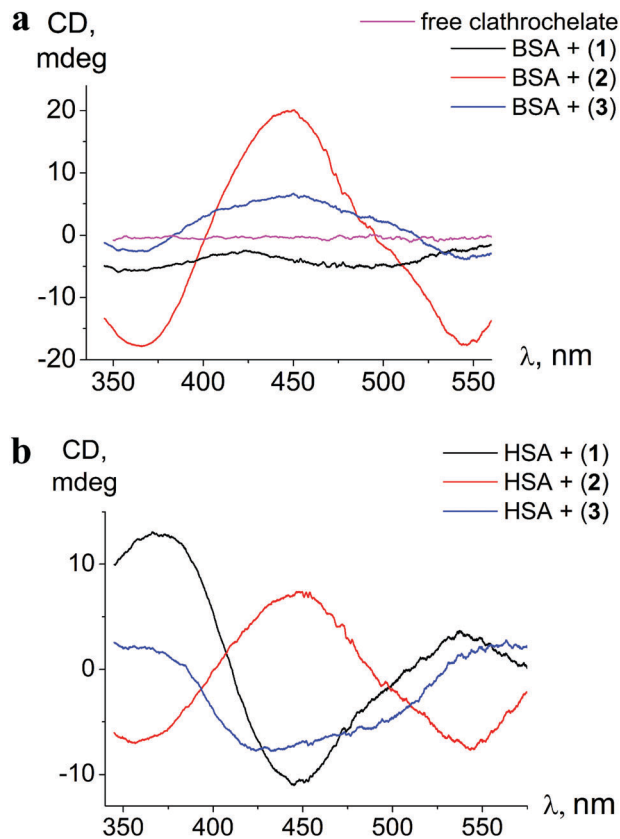 a
CD,
mdeg
free clathrochelate
BSA + (1)
BSA + (2)
BSA + (3)
20
10
0
-10
-20
350 400 450 500 550
λ, nm
b
CD,
mdeg
HSA + (1)
HSA + (2)
HSA + (3)
10
0
-10
350 400 450 500 550
λ, nm